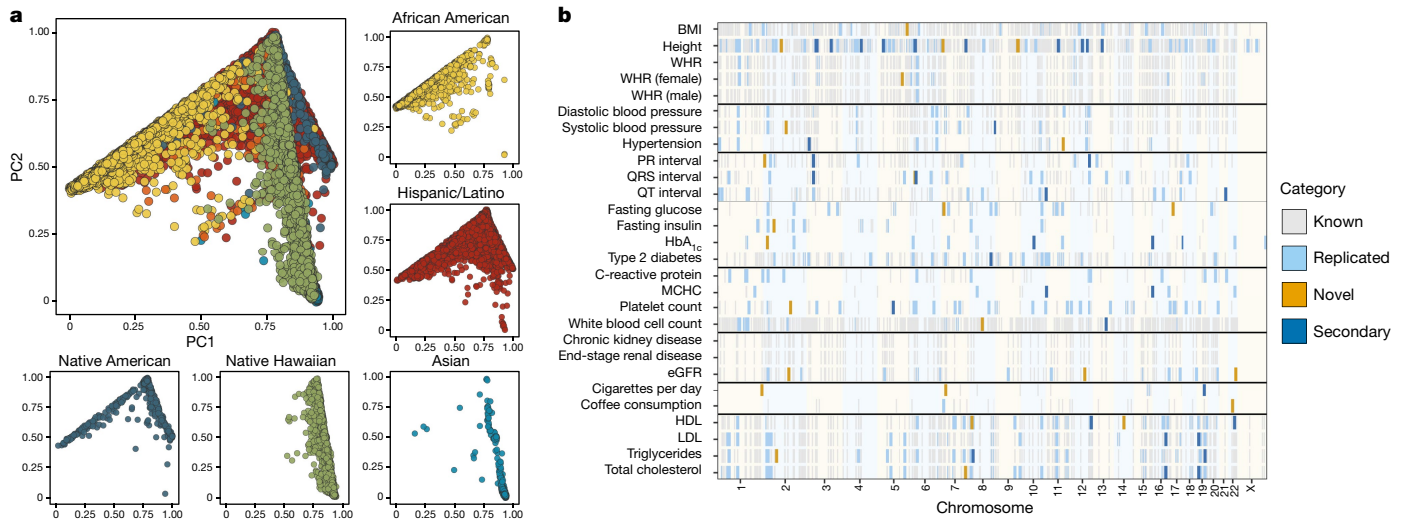 a
1.00
0.75
0.50
0.25
0
PC2
0 0.25 0.50 0.75 1.00
PC1
African American
1.00
0.75
0.50
0.25
0
0 0.25 0.50 0.75 1.00
Hispanic/Latino
1.00
0.75
0.50
0.25
0
0 0.25 0.50 0.75 1.00
Native American
1.00
0.75
0.50
0.25
0
0 0.25 0.50 0.75 1.00
Native Hawaiian
1.00
0.75
0.50
0.25
0
0 0.25 0.50 0.75 1.00
Asian
1.00
0.75
0.50
0.25
0
0 0.25 0.50 0.75 1.00
b
BMI
Height
WHR
WHR (female)
WHR (male)
Diastolic blood pressure
Systolic blood pressure
Hypertension
PR interval
QRS interval
QT interval
Fasting glucose
Fasting insulin
HbA1c
Type 2 diabetes
C-reactive protein
MCHC
Platelet count
White blood cell count
Chronic kidney disease
End-stage renal disease
eGFR
Cigarettes per day
Coffee consumption
HDL
LDL
Triglycerides
Total cholesterol
1 2 3 4 5 6 7 8 9 10 11 12 13 14 15 16 17 18 19 20 21 22 X
Chromosome
Category
Known
Replicated
Novel
Secondary